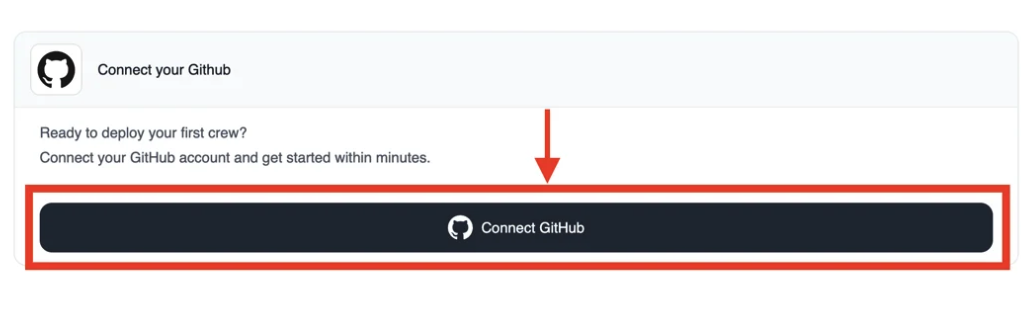 Connect your Github
Ready to deploy your first crew?
Connect your GitHub account and get started within minutes.
Connect GitHub